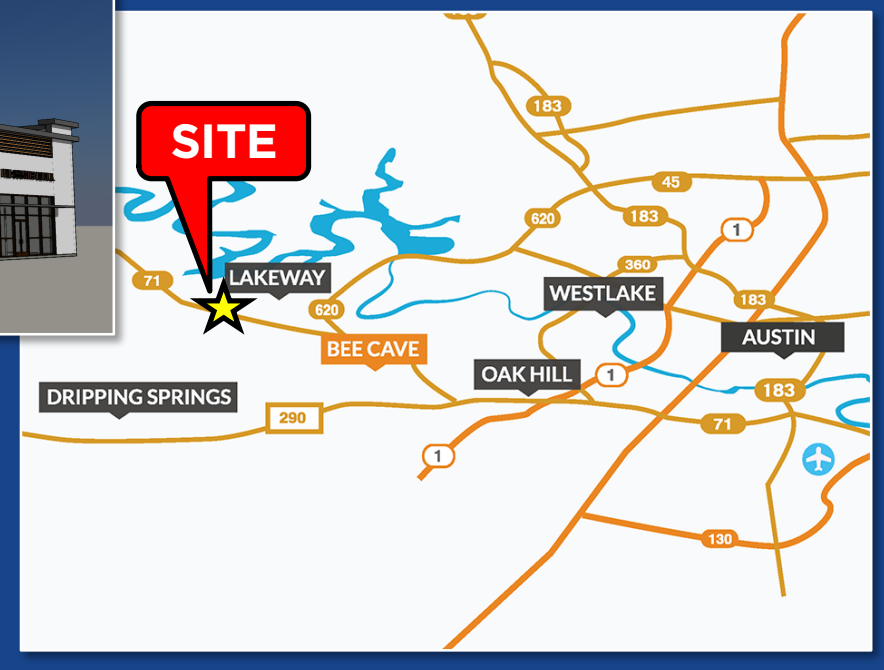 183
SITE
45
620
183
1
360
LAKEWAY
71
WESTLAKE
183
620
AUSTIN
BEE CAVE
OAK HILL
1
183
DRIPPING SPRINGS
290
71
1
130